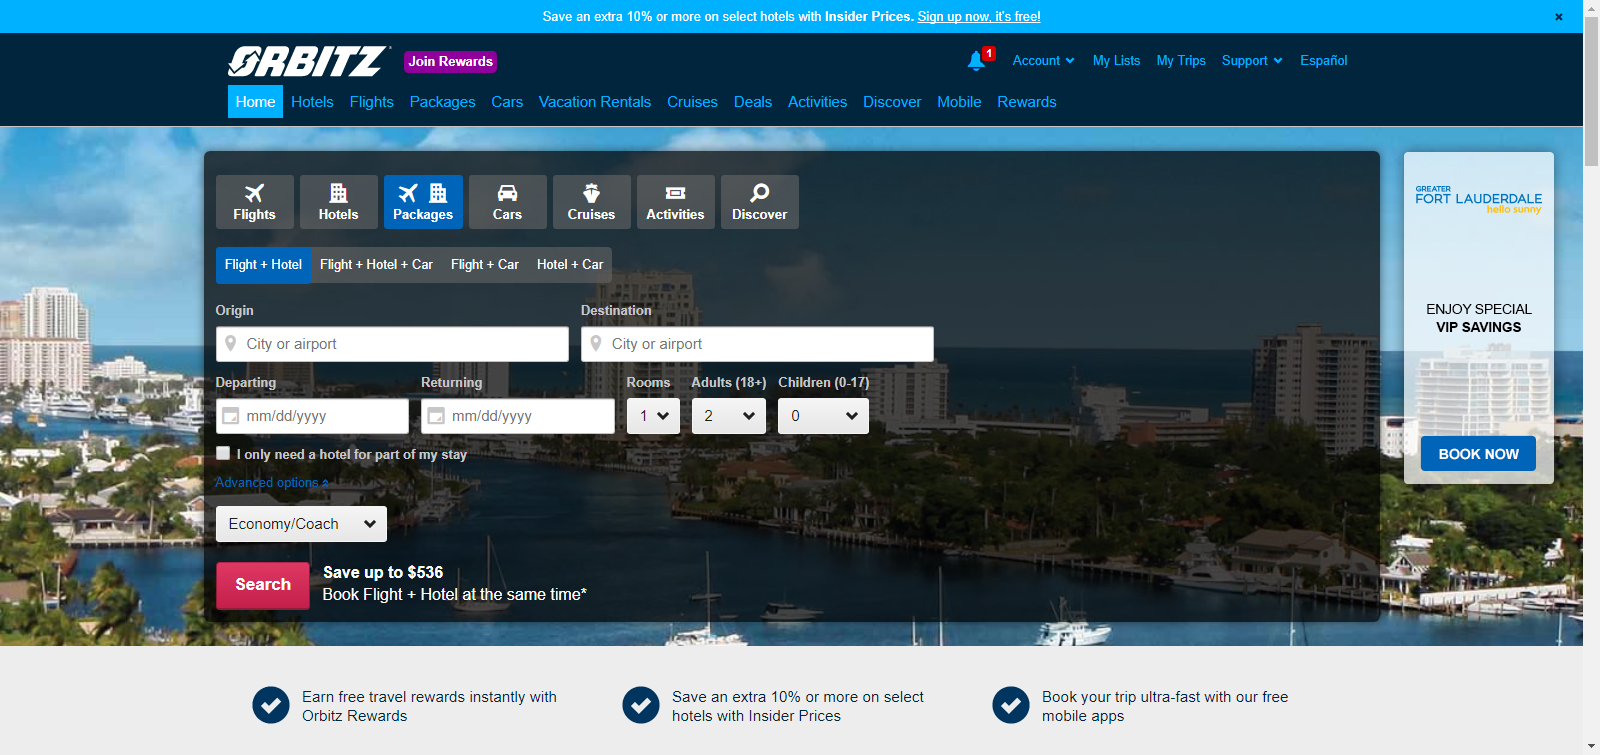 Save an extra 10% or more on select hotels with Insider Prices. Sign up now, it's free!
×
ORBITZ
Join Rewards
1
Account
My Lists
My Trips
Support
Español
Home
Hotels
Flights
Packages
Cars
Vacation Rentals
Cruises
Deals
Activities
Discover
Mobile
Rewards
Flights
Hotels
Packages
Cars
Cruises
Activities
Discover
Flight + Hotel
Flight + Hotel + Car
Flight + Car
Hotel + Car
Origin
Destination
City or airport
City or airport
Departing
Returning
Rooms
Adults (18+)
Children (0-17)
mm/dd/yyyy
mm/dd/yyyy
1
2
0
I only need a hotel for part of my stay
Advanced options
Economy/Coach
Search
Save up to $536
Book Flight + Hotel at the same time*
GREATER
FORT LAUDERDALE
hello sunny
ENJOY SPECIAL
VIP SAVINGS
BOOK NOW
Earn free travel rewards instantly with
Orbitz Rewards
Save an extra 10% or more on select
hotels with Insider Prices
Book your trip ultra-fast with our free
mobile apps